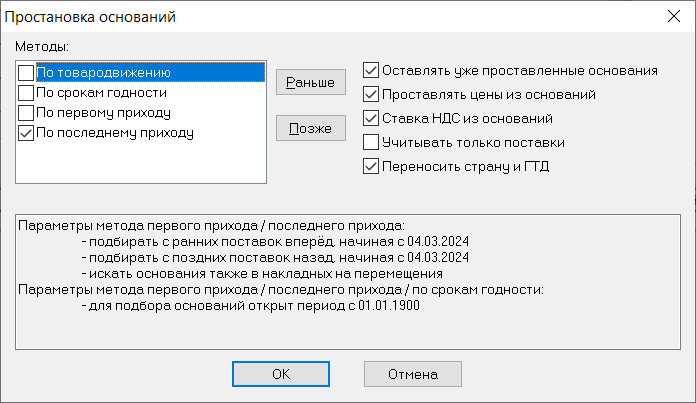 Простановка оснований
Методы:
По товародвижению
По срокам годности
По первому приходу
По последнему приходу
Раньше
Позже
Оставлять уже проставленные основания
Проставлять цены из оснований
Ставка НДС из оснований
Учитывать только поставки
Переносить страну и ГТД
Параметры метода первого прихода / последнего прихода:
- подбирать с ранних поставок вперёд, начиная с 04.03.2024
- подбирать с поздних поставок назад, начиная с 04.03.2024
- искать основания также в накладных на перемещения
Параметры метода первого прихода / последнего прихода / по срокам годности:
- для подбора оснований открыт период с 01.01.1900
OK
Отмена